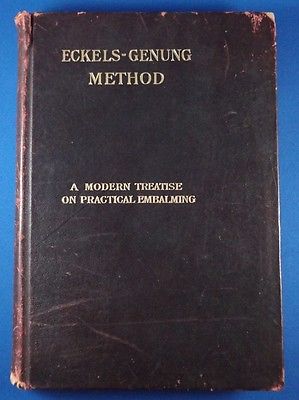 ECKELS-GENUNG
METHOD
A MODERN TREATISE
ON PRACTICAL EMBALMING